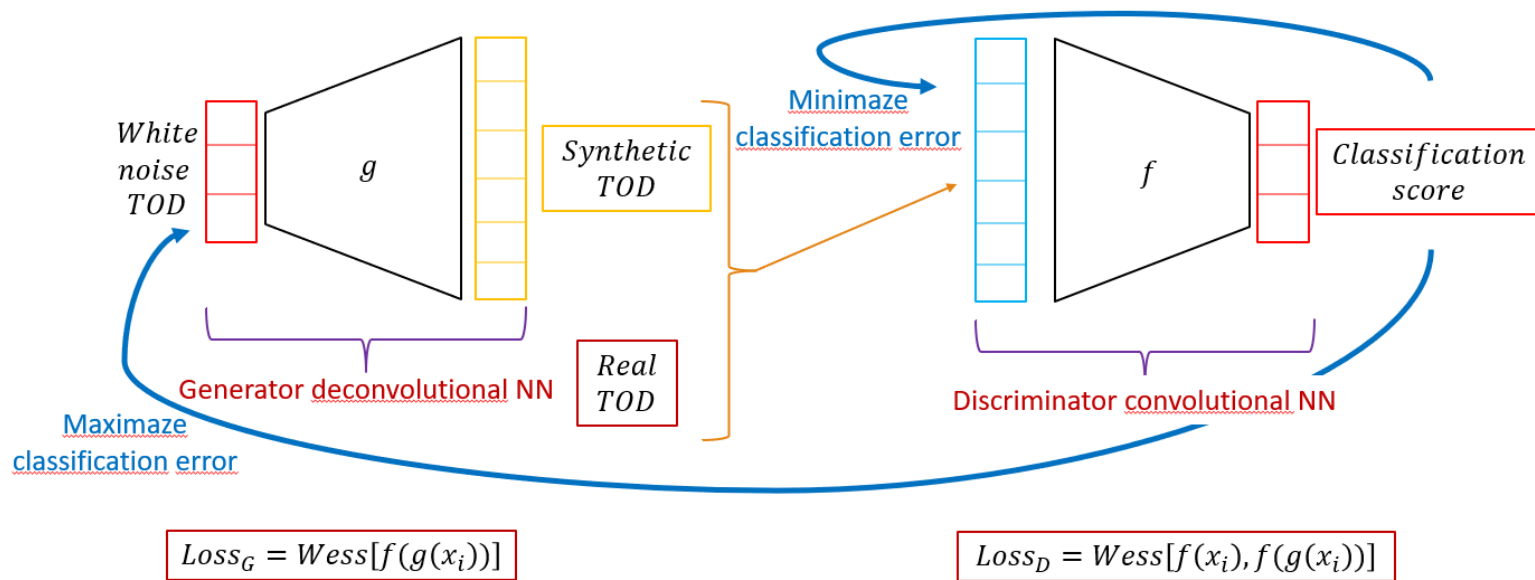 White
noise
TOD
g
Synthetic
TOD
Minimaze
classification error
f
Classification
score
Generator deconvolutional NN
Real
TOD
Discriminator convolutional NN
Maximaze
classification error
Loss_G = Wess[f(g(x_i))]
Loss_D = Wess[f(x_i), f(g(x_i))]